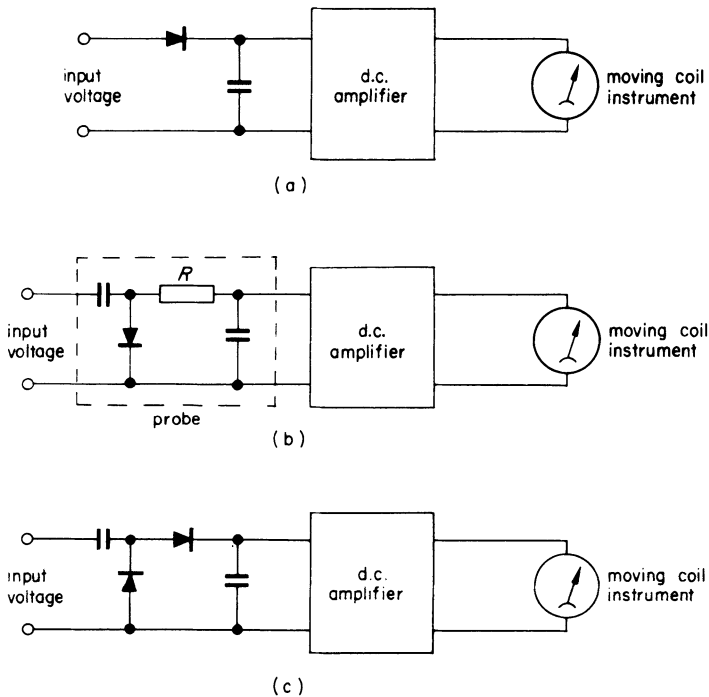 input
voltage
d.c.
amplifier
moving coil
instrument
(a)
R
input
voltage
d.c.
amplifier
moving coil
instrument
probe
(b)
input
voltage
d.c.
amplifier
moving coil
instrument
(c)